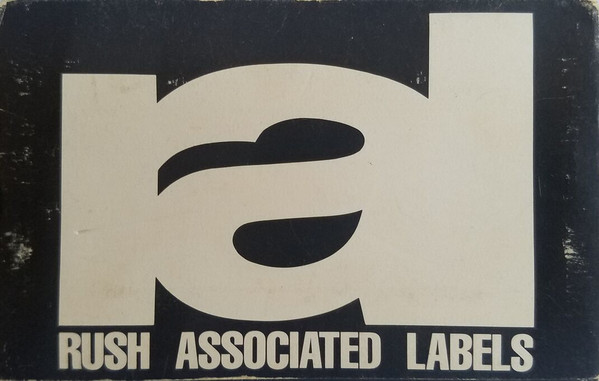 ral
RUSH ASSOCIATED LABELS